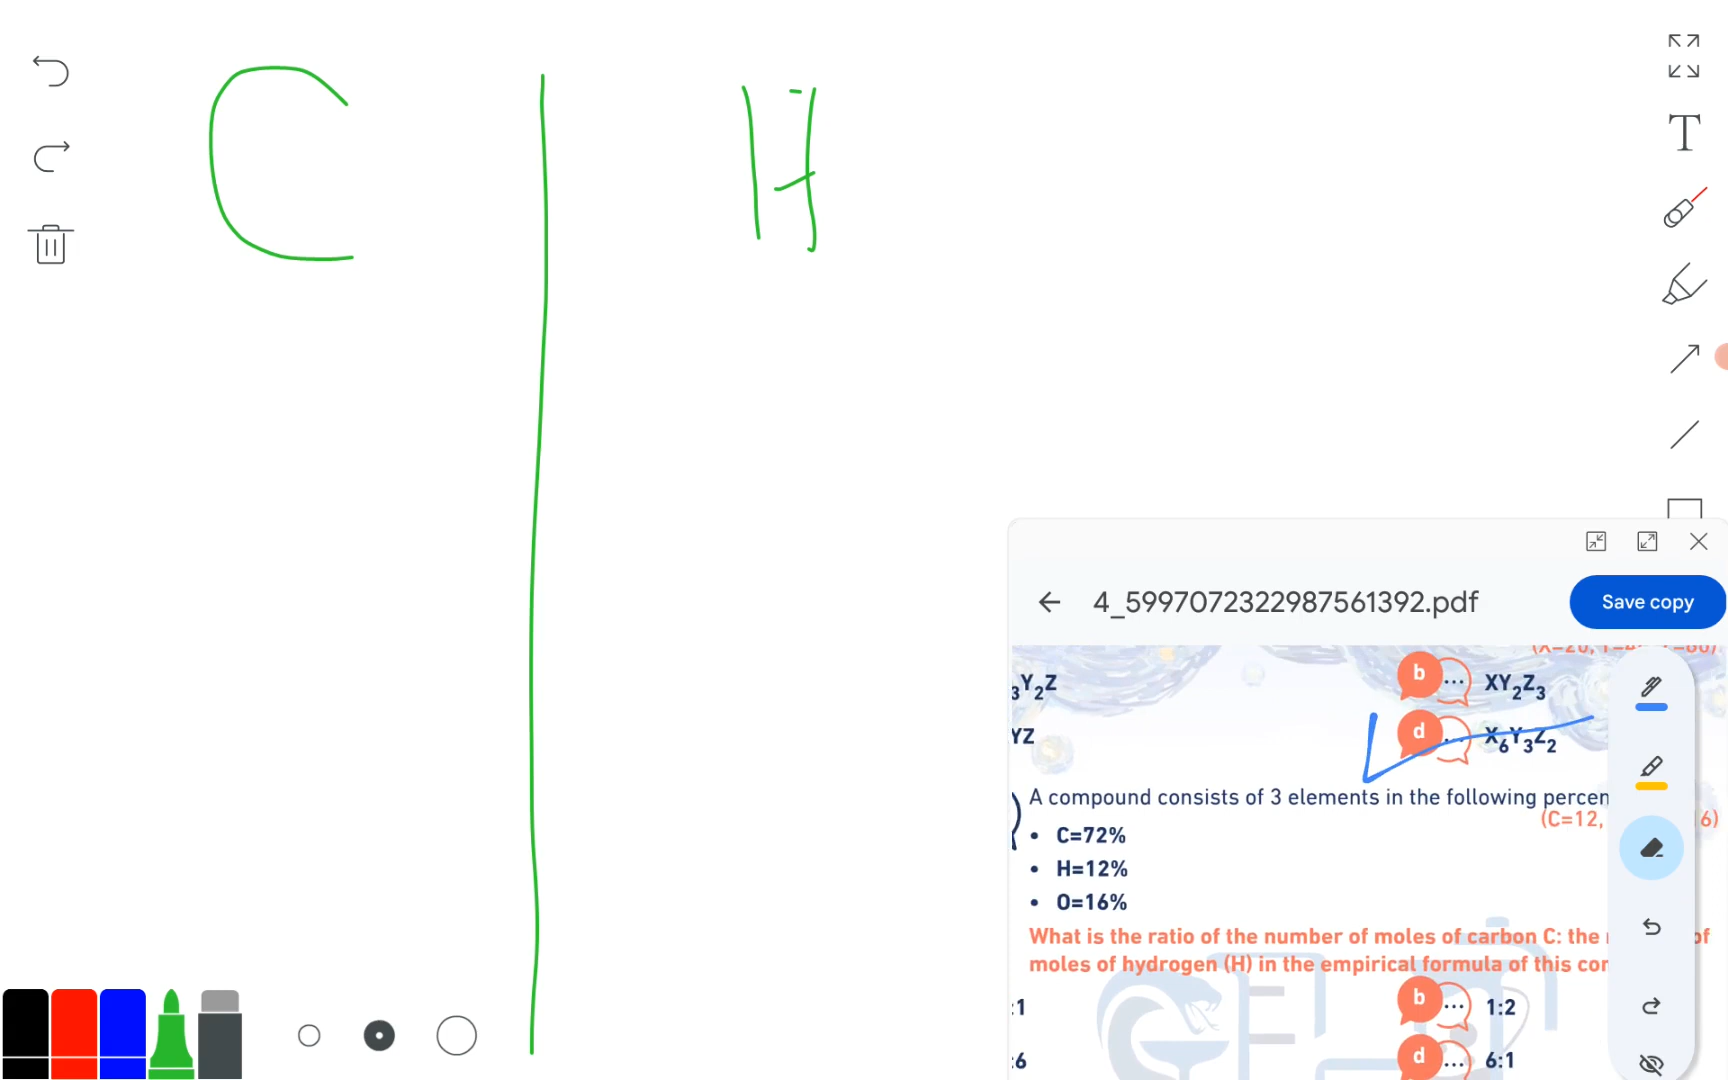 C H
T
4_5997072322987561392.pdf
Save copy
3Y2Z
b ... XY2Z3
YZ
d ... X6Y3Z2
A compound consists of 3 elements in the following percen
(C=12, 6)
• C=72%
• H=12%
• O=16%
What is the ratio of the number of moles of carbon C: the of
moles of hydrogen (H) in the empirical formula of this
:1
b ... 1:2
:6
d ... 6:1